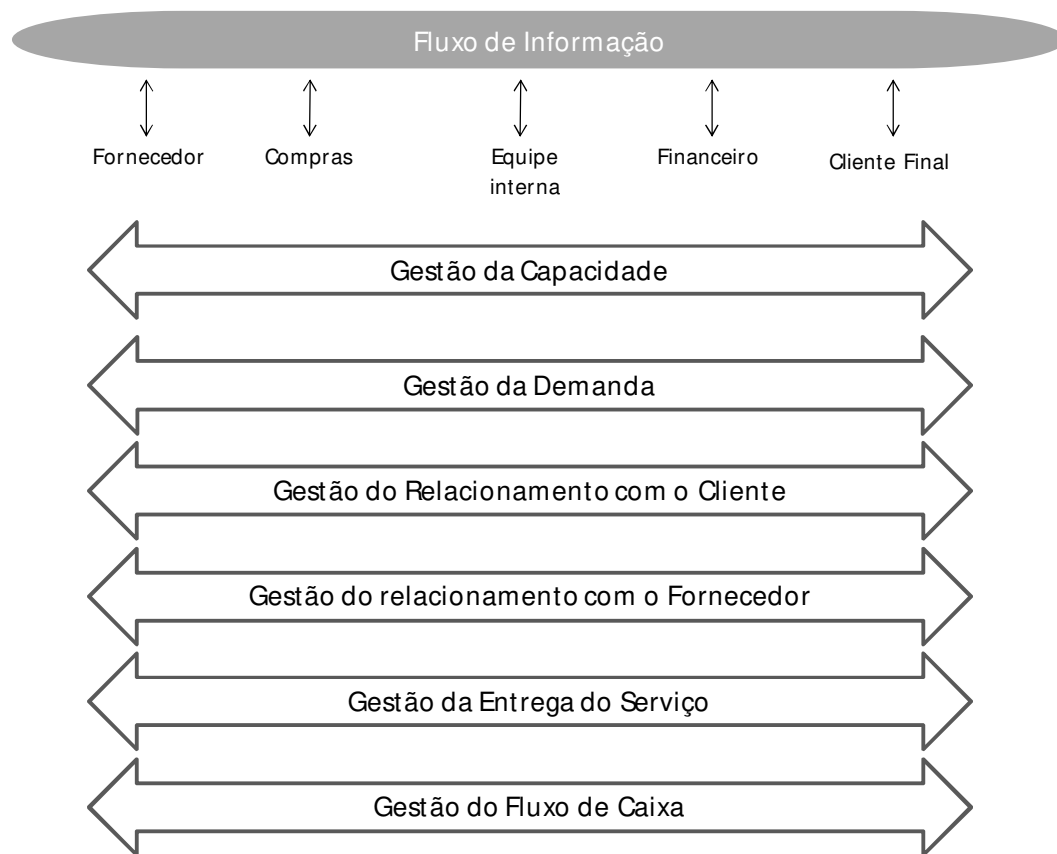 Fluxo de Informação
Fornecedor
Compras
Equipe
interna
Financeiro
Cliente Final
Gestão da Capacidade
Gestão da Demanda
Gestão do Relacionamento com o Cliente
Gestão do relacionamento com o Fornecedor
Gestão da Entrega do Serviço
Gestão do Fluxo de Caixa